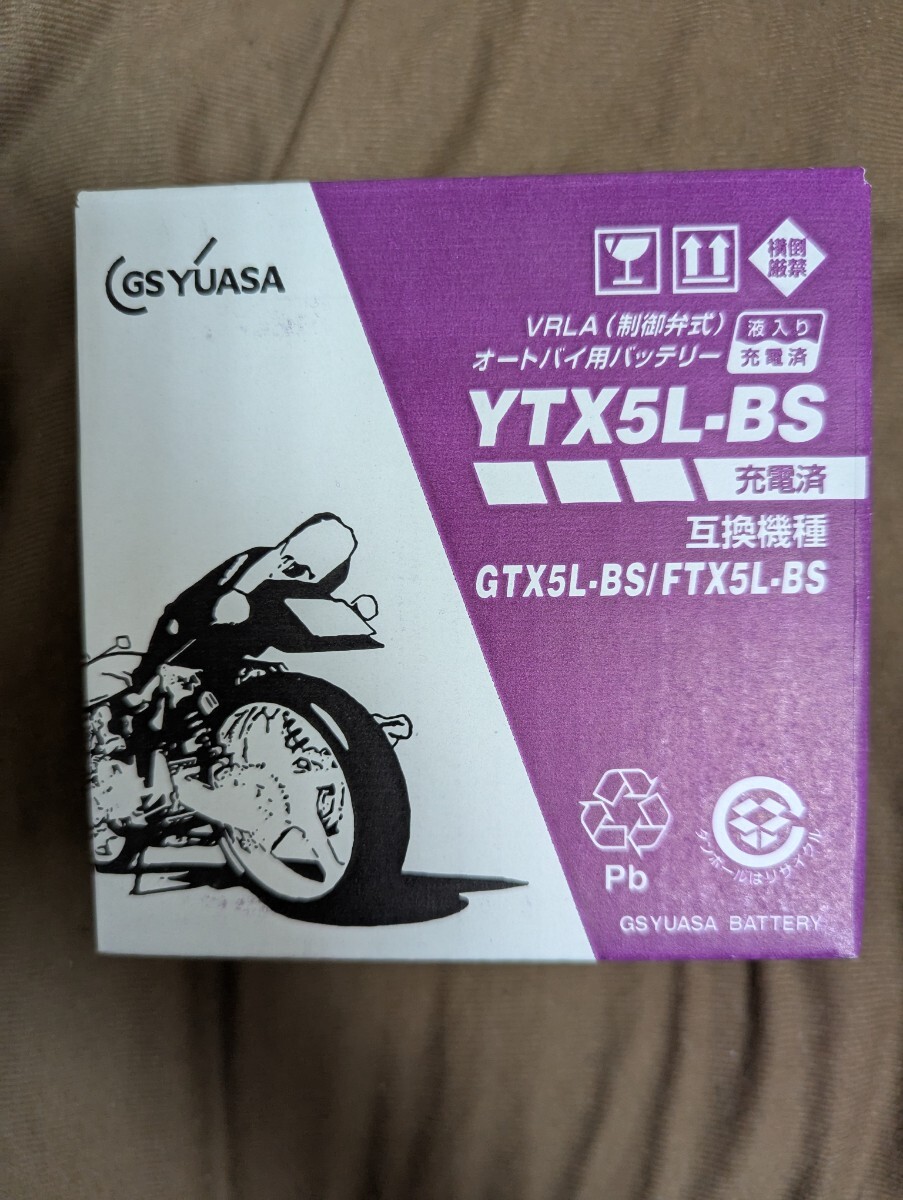 GS YUASA
横倒
厳禁
VRLA（制御弁式）
オートバイ用バッテリー
液入り
充電済
YTX5L-BS
充電済
互換機種
GTX5L-BS/FTX5L-BS
Pb
ダンボールはリサイクル
GSYUASA BATTERY